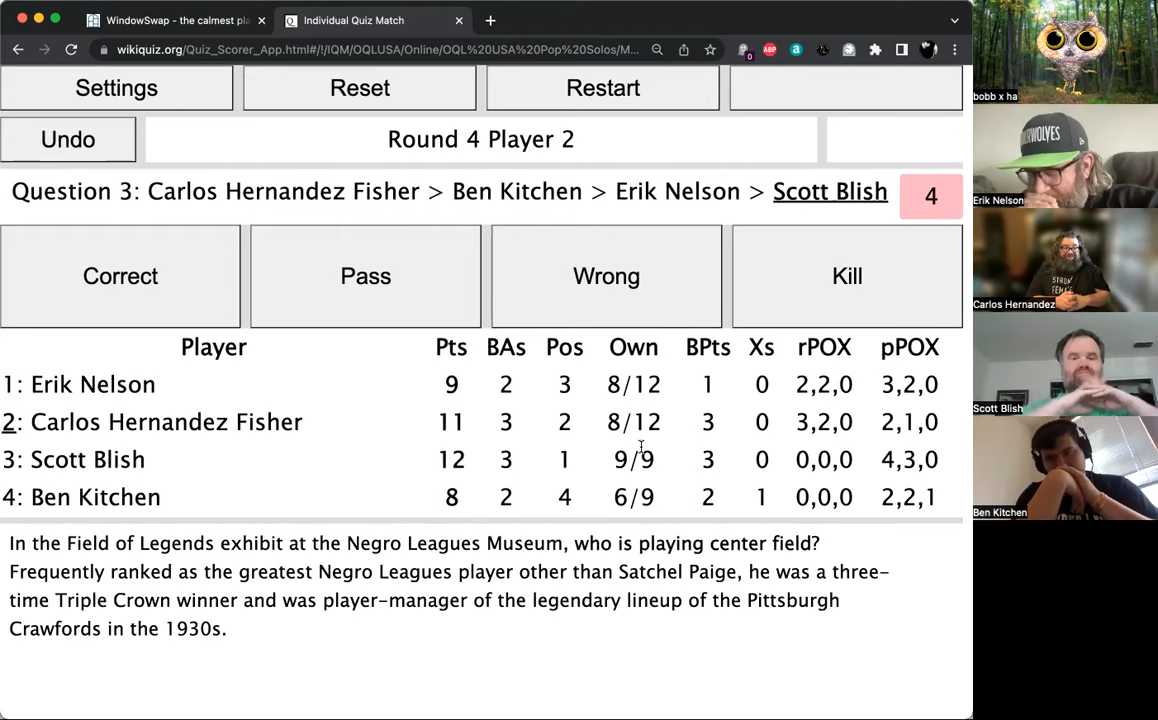 WindowSwap - the calmest pl
Individual Quiz Match
wikiquiz.org/Quiz_Scorer_App.html#!/IQM/OQLUSA/Online/OQL%20USA%20Pop%20Solos/M...
0
ABP
a
Settings Reset Restart
Undo Round 4 Player 2
Question 3: Carlos Hernandez Fisher > Ben Kitchen > Erik Nelson > Scott Blish 4
Correct Pass Wrong Kill
Player Pts BAs Pos Own BPts Xs rPOX pPOX
1: Erik Nelson 9 2 3 8/12 1 0 2,2,0 3,2,0
2: Carlos Hernandez Fisher 11 3 2 8/12 3 0 3,2,0 2,1,0
3: Scott Blish 12 3 1 9/9 3 0 0,0,0 4,3,0
4: Ben Kitchen 8 2 4 6/9 2 1 0,0,0 2,2,1
In the Field of Legends exhibit at the Negro Leagues Museum, who is playing center field?
Frequently ranked as the greatest Negro Leagues player other than Satchel Paige, he was a three-
time Triple Crown winner and was player-manager of the legendary lineup of the Pittsburgh
Crawfords in the 1930s.
bobb x ha
Erik Nelson
STRONG
FEMALE
Carlos Hernandez
Scott Blish
Ben Kitchen